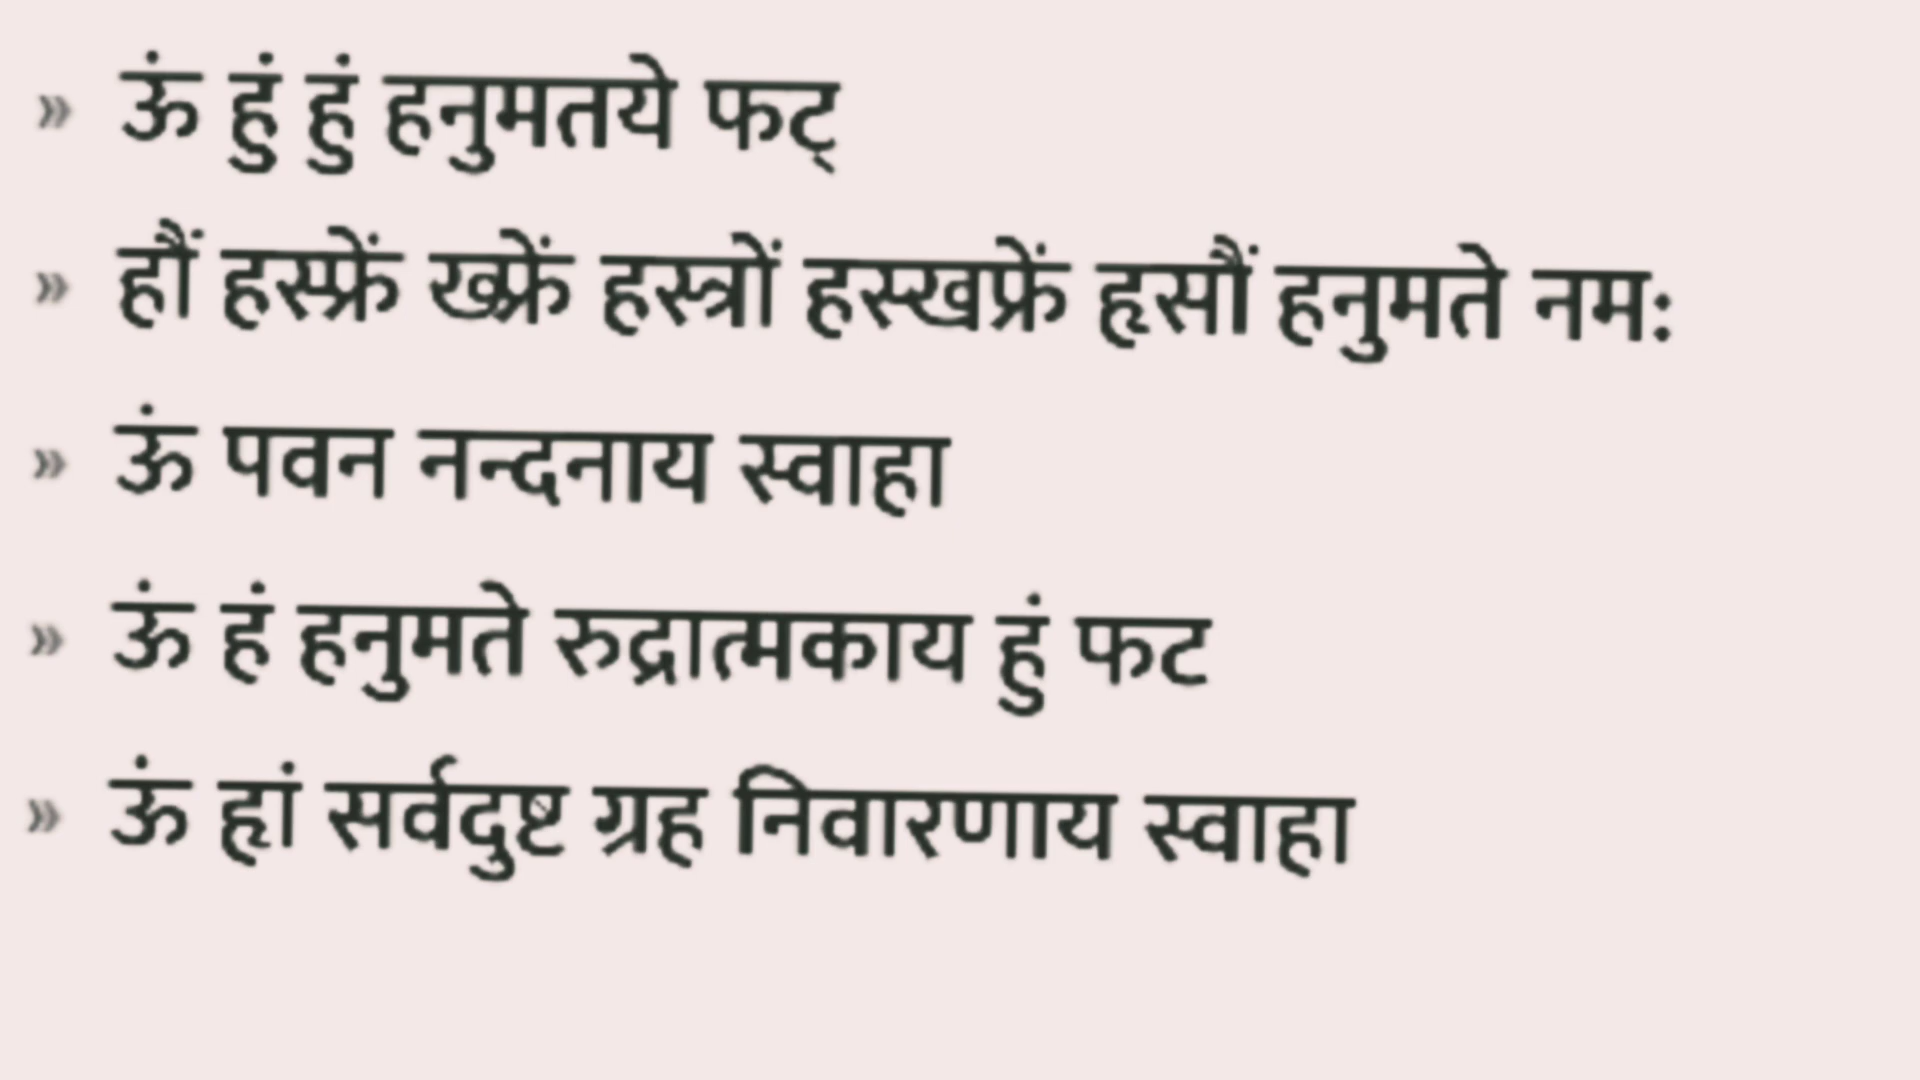 » ऊं हुं हुं हनुमतये फट्
» हौं हस्फ्रें ख्फ्रें हस्त्रों हस्खफ्रें हृसौं हनुमते नमः
» ऊं पवन नन्दनाय स्वाहा
» ऊं हं हनुमते रुद्रात्मकाय हुं फट
» ऊं हृां सर्वदुष्ट ग्रह निवारणाय स्वाहा